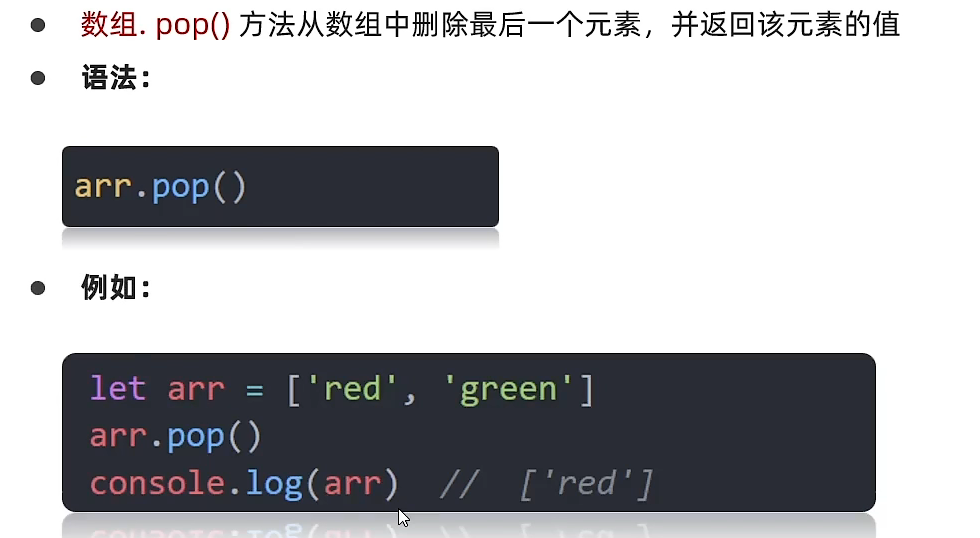 数组. pop() 方法从数组中删除最后一个元素，并返回该元素的值
语法：
arr.pop()
例如：
let arr = ['red', 'green']
arr.pop()
console.log(arr)  //  ['red']